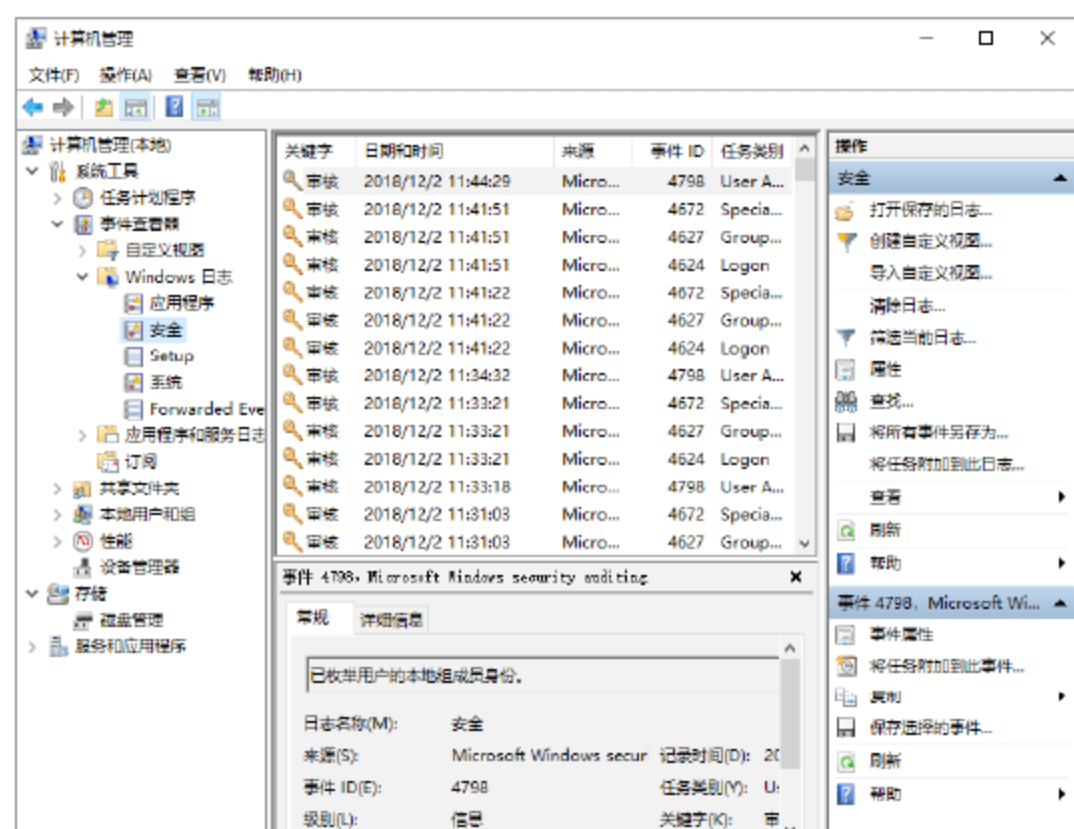 计算机管理
文件(F) 操作(A) 查看(V) 帮助(H)
计算机管理(本地)
系统工具
任务计划程序
事件查看器
自定义视图
Windows 日志
应用程序
安全
Setup
系统
Forwarded Eve
应用程序和服务日志
订阅
共享文件夹
本地用户和组
性能
设备管理器
存储
磁盘管理
服务和应用程序
关键字 日期和时间 来源 事件 ID 任务类别
审核 2018/12/2 11:44:29 Micro... 4798 User A...
审核 2018/12/2 11:41:51 Micro... 4672 Specia...
审核 2018/12/2 11:41:51 Micro... 4627 Group...
审核 2018/12/2 11:41:51 Micro... 4624 Logon
审核 2018/12/2 11:41:22 Micro... 4672 Specia...
审核 2018/12/2 11:41:22 Micro... 4627 Group...
审核 2018/12/2 11:41:22 Micro... 4624 Logon
审核 2018/12/2 11:34:32 Micro... 4798 User A...
审核 2018/12/2 11:33:21 Micro... 4672 Specia...
审核 2018/12/2 11:33:21 Micro... 4627 Group...
审核 2018/12/2 11:33:21 Micro... 4624 Logon
审核 2018/12/2 11:33:18 Micro... 4798 User A...
审核 2018/12/2 11:31:03 Micro... 4672 Specia...
审核 2018/12/2 11:31:03 Micro... 4627 Group...
事件 4798，Microsoft Windows security auditing.
常规 详细信息
已枚举用户的本地组成员身份。
日志名称(M): 安全
来源(S): Microsoft Windows secur 记录时间(D): 20
事件 ID(E): 4798 任务类别(Y): Us
级别(L): 信息 关键字(K): 审
操作
安全
打开保存的日志...
创建自定义视图...
导入自定义视图...
清除日志...
筛选当前日志...
属性
查找...
将所有事件另存为...
将任务附加到此日志...
查看
刷新
帮助
事件 4798，Microsoft Wi...
事件属性
将任务附加到此事件...
复制
保存选择的事件...
刷新
帮助